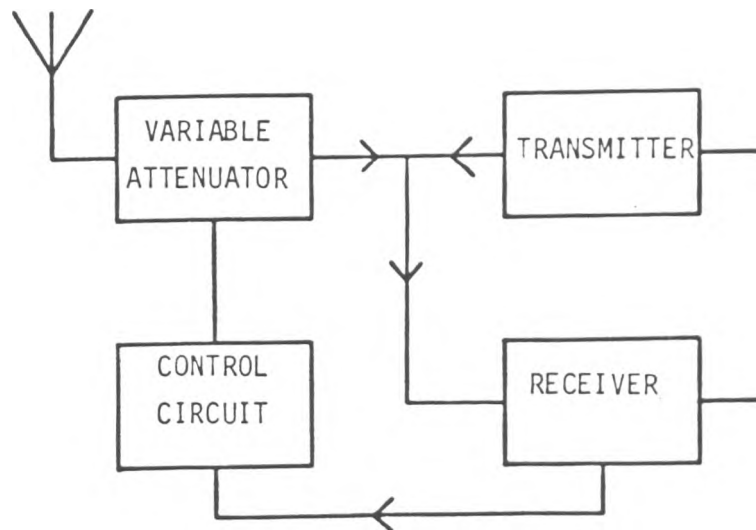 VARIABLE
ATTENUATOR
TRANSMITTER
CONTROL
CIRCUIT
RECEIVER